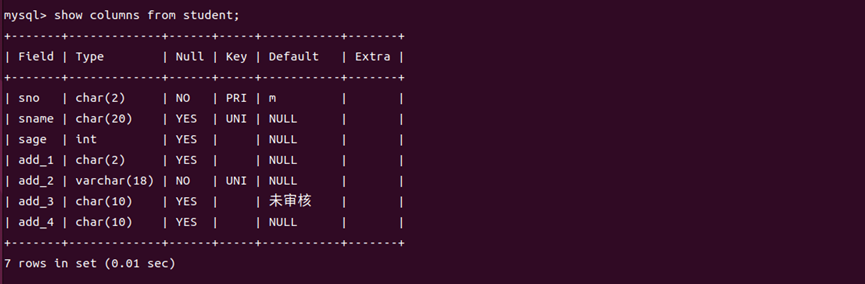 mysql> show columns from student;
+-------+-------------+------+-----+-----------+-------+
| Field | Type        | Null | Key | Default   | Extra |
+-------+-------------+------+-----+-----------+-------+
| sno   | char(2)     | NO   | PRI | m         |       |
| sname | char(20)    | YES  | UNI | NULL      |       |
| sage  | int         | YES  |     | NULL      |       |
| add_1 | char(2)     | YES  |     | NULL      |       |
| add_2 | varchar(18) | NO   | UNI | NULL      |       |
| add_3 | char(10)    | YES  |     | 未审核    |       |
| add_4 | char(10)    | YES  |     | NULL      |       |
+-------+-------------+------+-----+-----------+-------+
7 rows in set (0.01 sec)